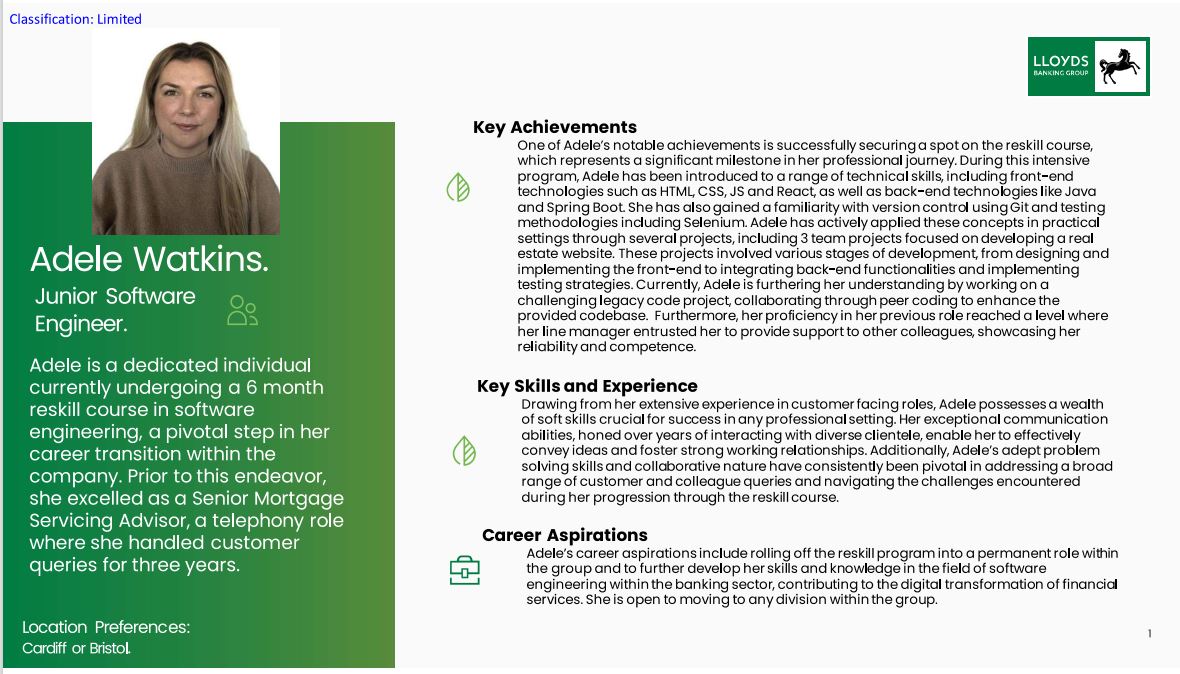 Classification: Limited
LLOYDS
BANKING GROUP
Adele Watkins.
Junior Software
Engineer.
Adele is a dedicated individual
currently undergoing a 6 month
reskill course in software
engineering, a pivotal step in her
career transition within the
company. Prior to this endeavor,
she excelled as a Senior Mortgage
Servicing Advisor, a telephony role
where she handled customer
queries for three years.
Location Preferences:
Cardiff or Bristol.
Key Achievements
One of Adele's notable achievements is successfully securing a spot on the reskill course,
which represents a significant milestone in her professional journey. During this intensive
program, Adele has been introduced to a range of technical skills, including front-end
technologies such as HTML, CSS, JS and React, as well as back-end technologies like Java
and Spring Boot. She has also gained a familiarity with version control using Git and testing
methodologies including Selenium. Adele has actively applied these concepts in practical
settings through several projects, including 3 team projects focused on developing a real
estate website. These projects involved various stages of development, from designing and
implementing the front-end to integrating back-end functionalities and implementing
testing strategies. Currently, Adele is furthering her understanding by working on a
challenging legacy code project, collaborating through peer coding to enhance the
provided codebase. Furthermore, her proficiency in her previous role reached a level where
her line manager entrusted her to provide support to other colleagues, showcasing her
reliability and competence.
Key Skills and Experience
Drawing from her extensive experience in customer facing roles, Adele possesses a wealth
of soft skills crucial for success in any professional setting. Her exceptional communication
abilities, honed over years of interacting with diverse clientele, enable her to effectively
convey ideas and foster strong working relationships. Additionally, Adele's adept problem
solving skills and collaborative nature have consistently been pivotal in addressing a broad
range of customer and colleague queries and navigating the challenges encountered
during her progression through the reskill course.
Career Aspirations
Adele's career aspirations include rolling off the reskill program into a permanent role within
the group and to further develop her skills and knowledge in the field of software
engineering within the banking sector, contributing to the digital transformation of financial
services. She is open to moving to any division within the group.
1